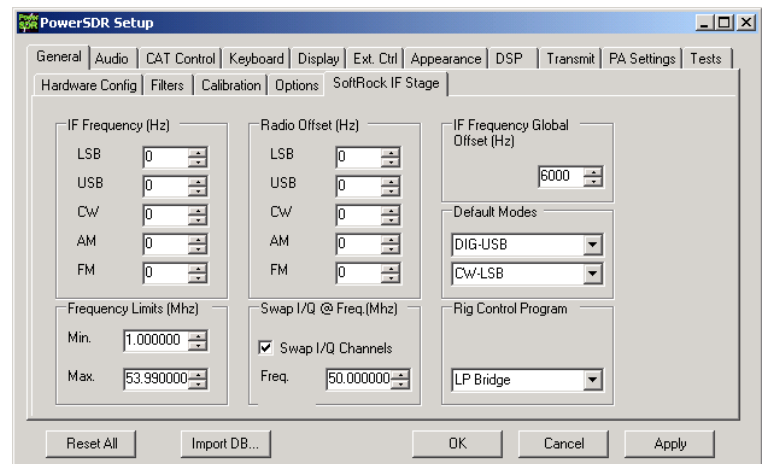 Power SDR PowerSDR Setup
General Audio CAT Control Keyboard Display Ext. Ctrl Appearance DSP Transmit PA Settings Tests
Hardware Config Filters Calibration Options SoftRock IF Stage
IF Frequency (Hz)
LSB 0
USB 0
CW 0
AM 0
FM 0
Radio Offset (Hz)
LSB 0
USB 0
CW 0
AM 0
FM 0
IF Frequency Global
Offset (Hz)
6000
Default Modes
DIG-USB
CW-LSB
Frequency Limits (Mhz)
Min. 1.000000
Max. 53.990000
Swap I/Q @ Freq.(Mhz)
Swap I/Q Channels
Freq. 50.000000
Rig Control Program
LP Bridge
Reset All Import DB... OK Cancel Apply